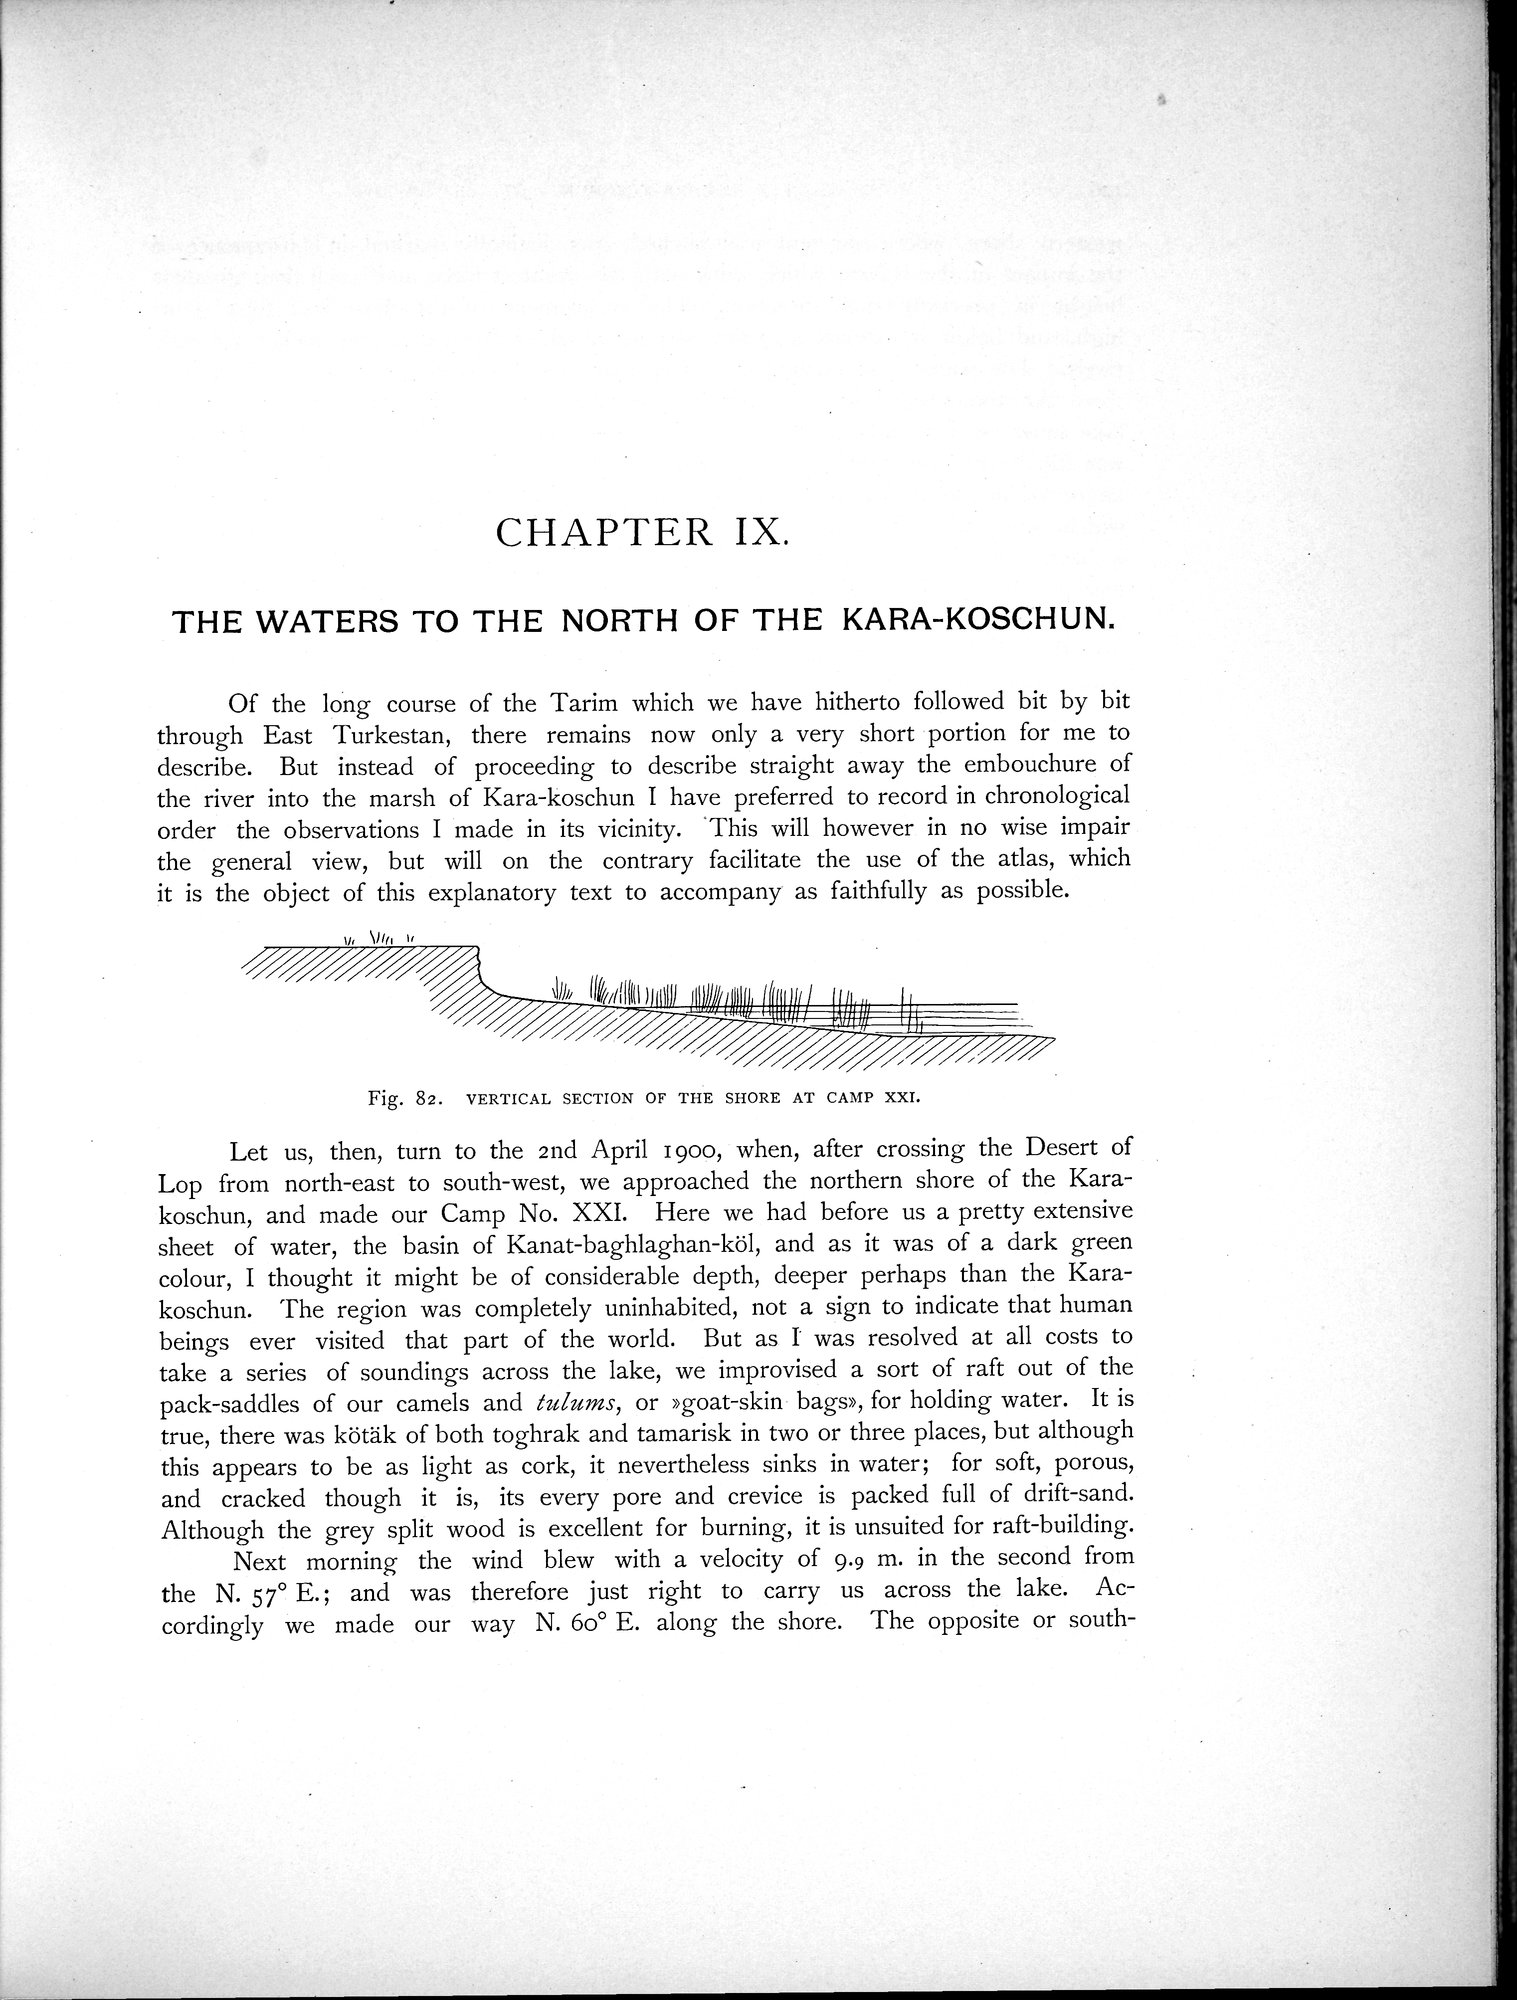 CHAPTER IX.
THE WATERS TO THE NORTH OF THE KARA-KOSCHUN.
Of the long course of the Tarim which we have hitherto followed bit by bit
through East Turkestan, there remains now only a very short portion for me to
describe. But instead of proceeding to describe straight away the embouchure of
the river into the marsh of Kara-koschun I have preferred to record in chronological
order the observations I made in its vicinity. This will however in no wise impair
the general view, but will on the contrary facilitate the use of the atlas, which
it is the object of this explanatory text to accompany as faithfully as possible.
Fig. 82. VERTICAL SECTION OF THE SHORE AT CAMP XXI.
Let us, then, turn to the 2nd April 1900, when, after crossing the Desert of
Lop from north-east to south-west, we approached the northern shore of the Kara-
koschun, and made our Camp No. XXI. Here we had before us a pretty extensive
sheet of water, the basin of Kanat-baghlaghan-köl, and as it was of a dark green
colour, I thought it might be of considerable depth, deeper perhaps than the Kara-
koschun. The region was completely uninhabited, not a sign to indicate that human
beings ever visited that part of the world. But as I was resolved at all costs to
take a series of soundings across the lake, we improvised a sort of raft out of the
pack-saddles of our camels and tulums, or »goat-skin bags», for holding water. It is
true, there was kötäk of both toghrak and tamarisk in two or three places, but although
this appears to be as light as cork, it nevertheless sinks in water; for soft, porous,
and cracked though it is, its every pore and crevice is packed full of drift-sand.
Although the grey split wood is excellent for burning, it is unsuited for raft-building.
Next morning the wind blew with a velocity of 9.9 m. in the second from
the N. 57° E.; and was therefore just right to carry us across the lake. Ac-
cordingly we made our way N. 60° E. along the shore. The opposite or south-